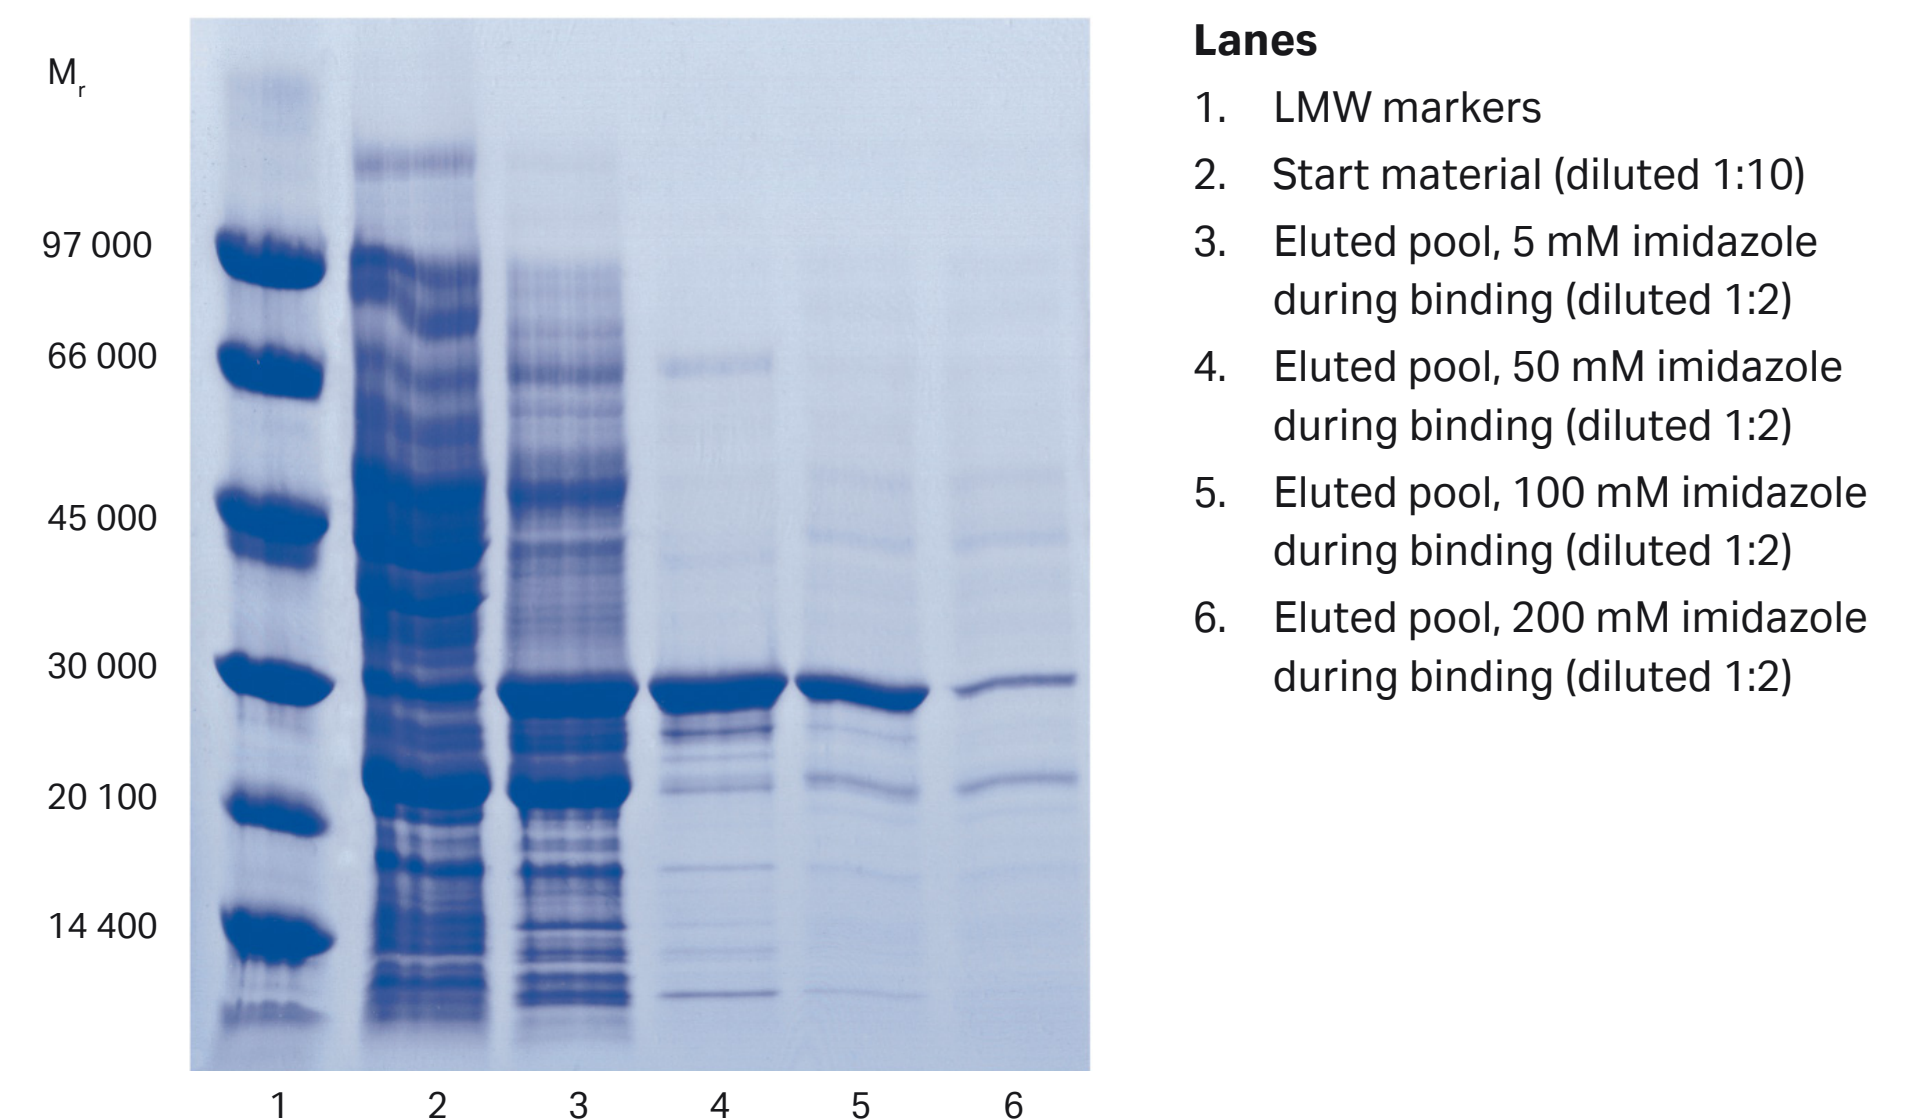 M r
97 000
66 000
45 000
30 000
20 100
14 400
1 2 3 4 5 6
Lanes
1. LMW markers
2. Start material (diluted 1:10)
3. Eluted pool, 5 mM imidazole
during binding (diluted 1:2)
4. Eluted pool, 50 mM imidazole
during binding (diluted 1:2)
5. Eluted pool, 100 mM imidazole
during binding (diluted 1:2)
6. Eluted pool, 200 mM imidazole
during binding (diluted 1:2)